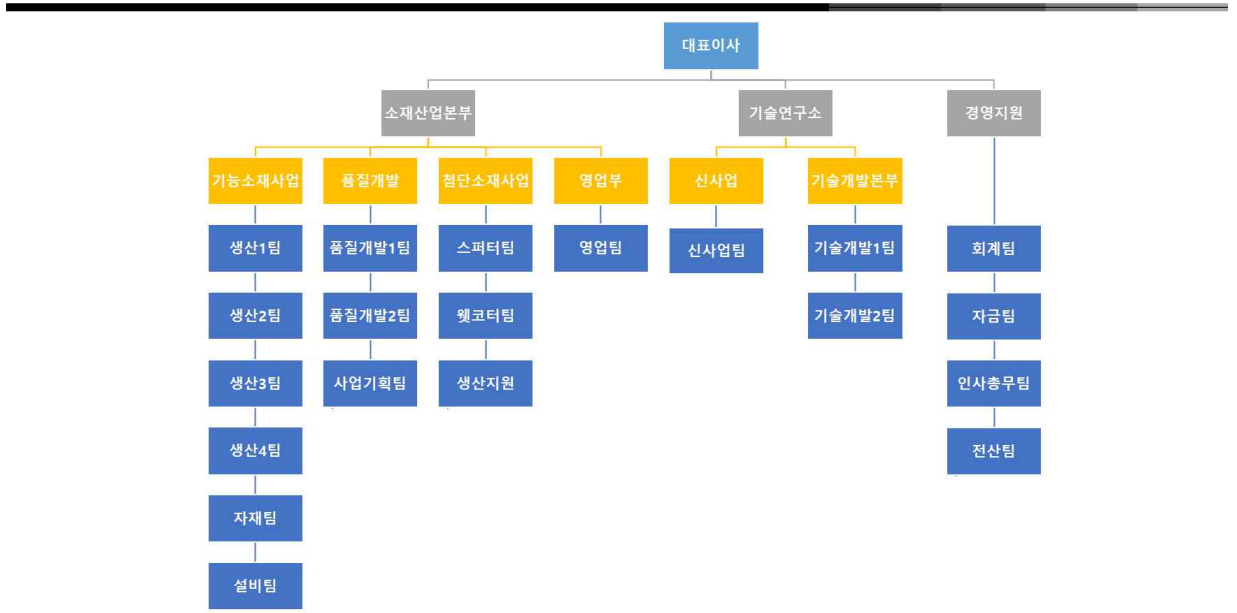 대표이사
소재산업본부 기술연구소 경영지원
기능소재사업 품질개발 첨단소재사업 영업부 신사업 기술개발본부
생산1팀 품질개발1팀 스퍼터팀 영업팀 신사업팀 기술개발1팀 회계팀
생산2팀 품질개발2팀 웻코터팀 기술개발2팀 자금팀
생산3팀 사업기획팀 생산지원 인사총무팀
생산4팀 전산팀
자재팀
설비팀